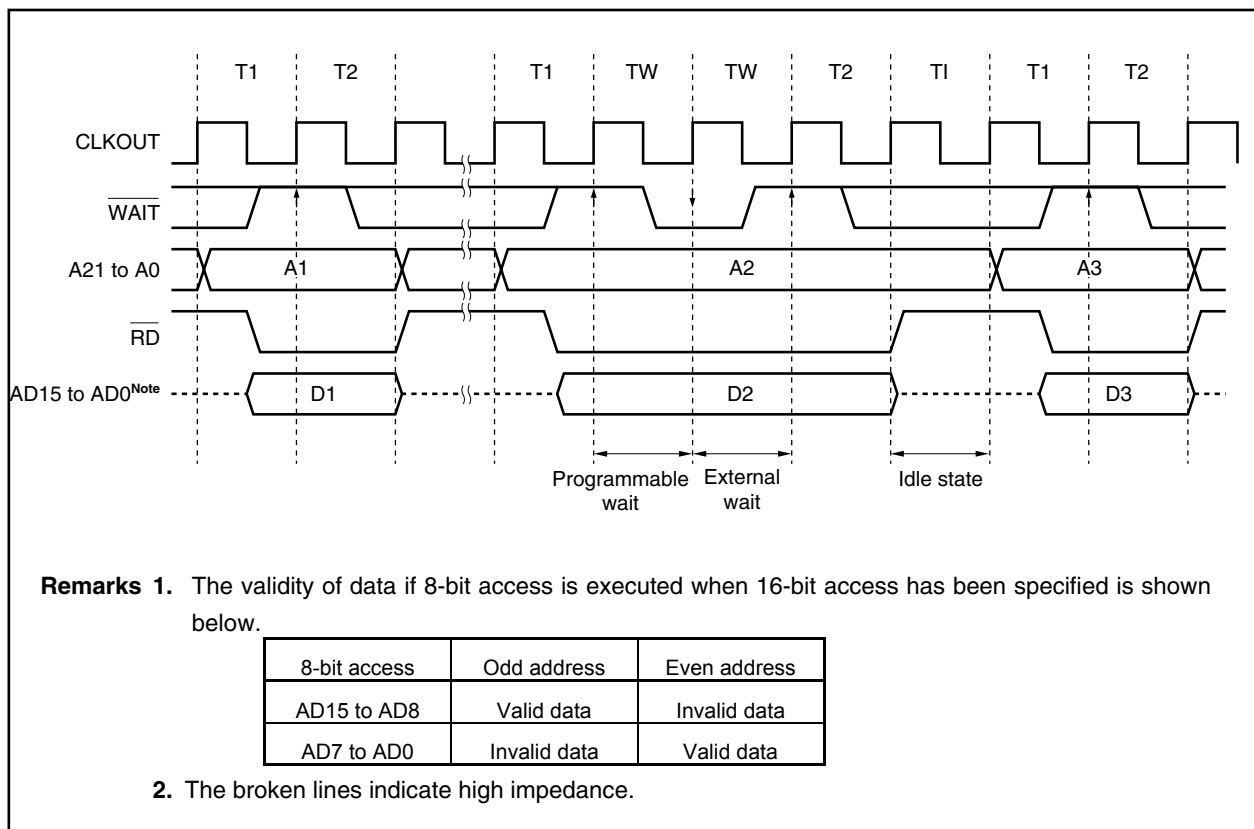 T1 T2 T1 TW TW T2 TI T1 T2
CLKOUT
WAIT
A21 to A0 A1 A2 A3
RD
AD15 to AD0Note D1 D2 D3
Programmable wait
External wait
Idle state
Remarks 1. The validity of data if 8-bit access is executed when 16-bit access has been specified is shown
below.
8-bit access Odd address Even address
AD15 to AD8 Valid data Invalid data
AD7 to AD0 Invalid data Valid data
2. The broken lines indicate high impedance.